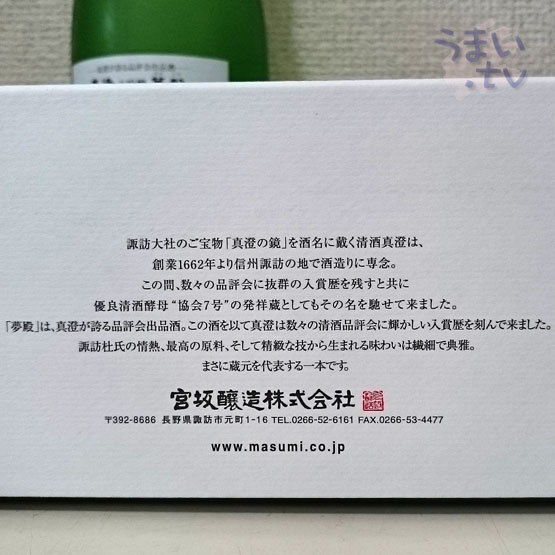 うまい
.tv
諏訪大社のご宝物「真澄の鏡」を酒名に戴く清酒真澄は、
創業1662年より信州諏訪の地で酒造りに専念。
この間、数々の品評会に抜群の入賞歴を残すと共に
優良清酒酵母“協会7号”の発祥蔵としてもその名を馳せて来ました。
「夢殿」は、真澄が誇る品評会出品酒。この酒を以て真澄は数々の清酒品評会に輝かしい入賞歴を刻んで来ました。
諏訪杜氏の情熱、最高の原料、そして精緻な技から生まれる味わいは繊細で典雅。
まさに蔵元を代表する一本です。
宮坂醸造株式会社
〒392-8686 長野県諏訪市元町1-16 TEL.0266-52-6161 FAX.0266-53-4477
www.masumi.co.jp